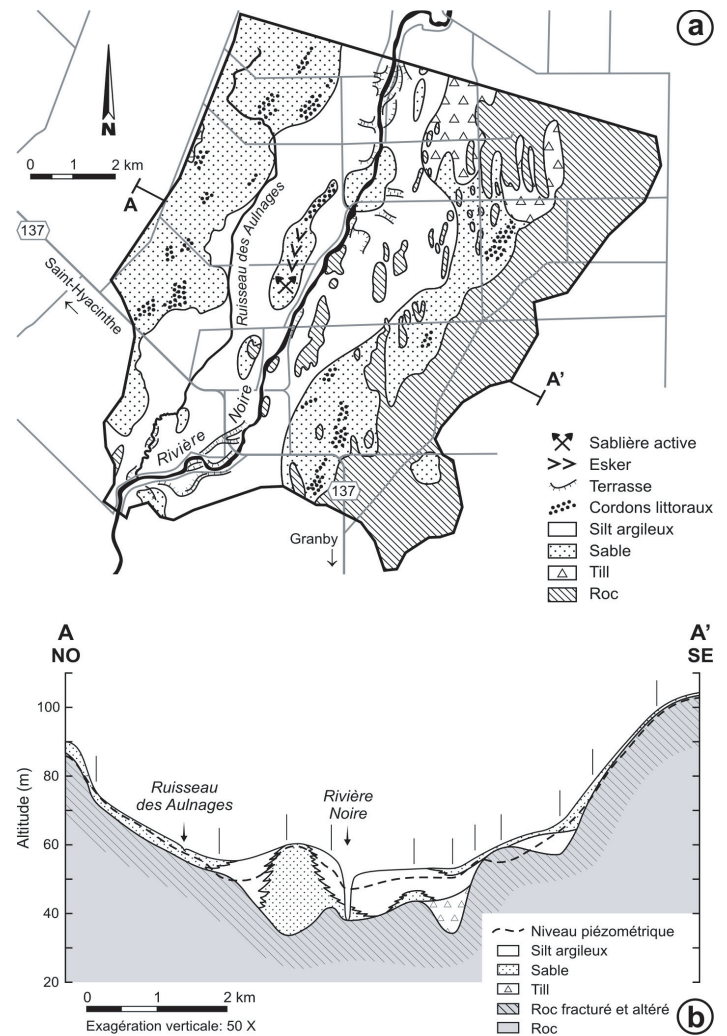 a
N
0 1 2 km
A
137
Saint-Hyacinthe
Ruisseau des Aulnages
Rivière Noire
A'
137
Granby
Sablière active
Esker
Terrasse
Cordons littoraux
Silt argileux
Sable
Till
Roc
A
NO
A'
SE
Altitude (m)
100
80
60
40
20
Ruisseau
des Aulnages
Rivière
Noire
0 1 2 km
Exagération verticale: 50 X
Niveau piézométrique
Silt argileux
Sable
Till
Roc fracturé et altéré
Roc
b